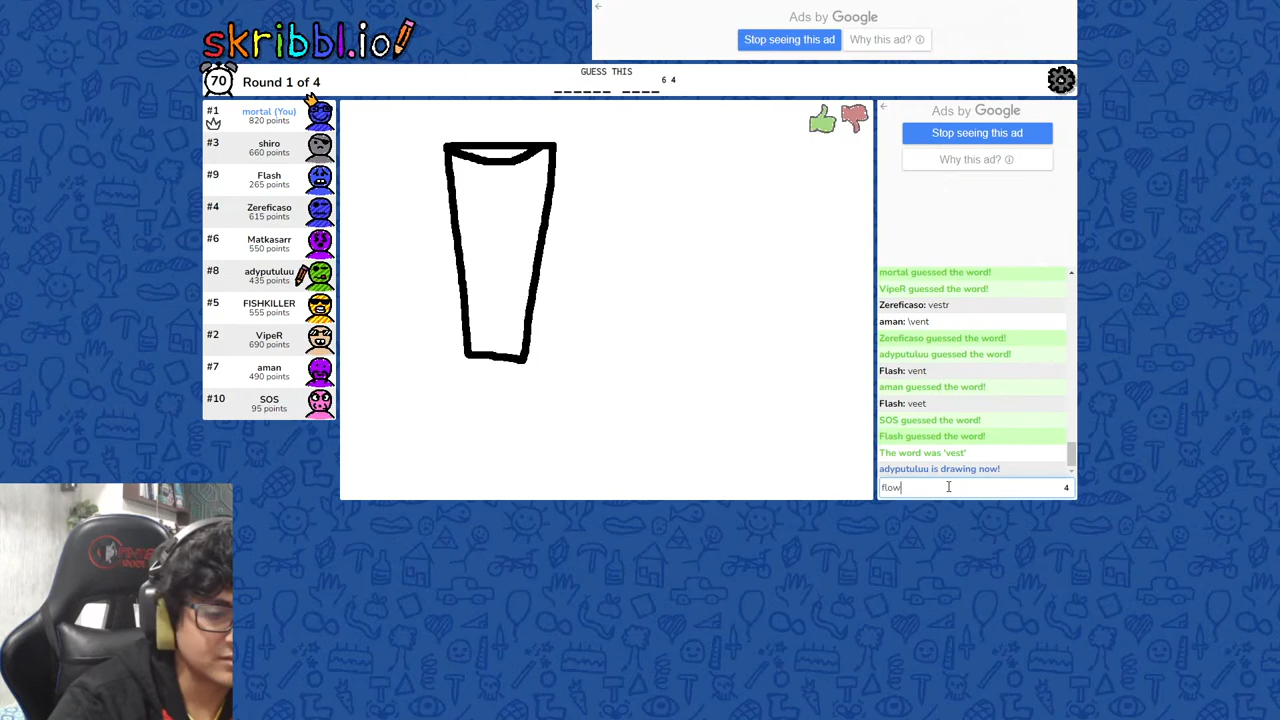 Ads by Google
Stop seeing this ad
Why this ad?
skribbl.io
70
Round 1 of 4
GUESS THIS
______ ____ 6 4
#1 mortal (You)
820 points
#3 shiro
660 points
#9 Flash
265 points
#4 Zereficaso
615 points
#6 Matkasarr
550 points
#8 adyputuluu
435 points
#5 FISHKILLER
555 points
#2 VipeR
690 points
#7 aman
490 points
#10 SOS
95 points
Ads by Google
Stop seeing this ad
Why this ad?
mortal guessed the word!
VipeR guessed the word!
Zereficaso: vestr
aman: \vent
Zereficaso guessed the word!
adyputuluu guessed the word!
Flash: vent
aman guessed the word!
Flash: veet
SOS guessed the word!
Flash guessed the word!
The word was 'vest'
adyputuluu is drawing now!
flow 4